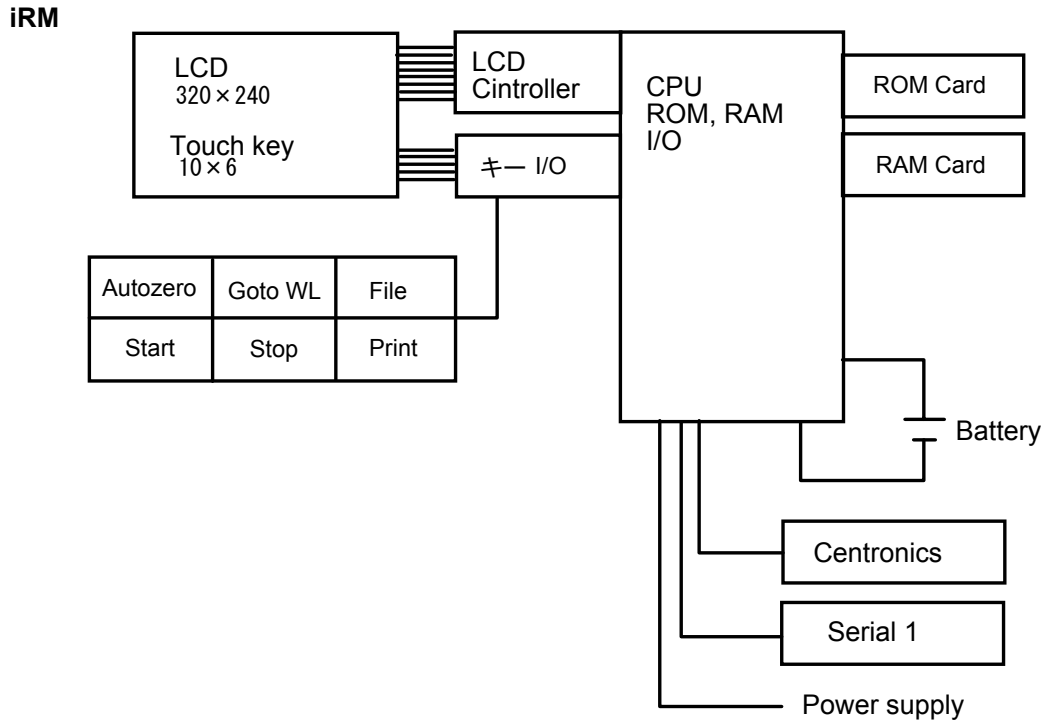 iRM
LCD
320×240
Touch key
10×6
LCD
Cintroller
キー I/O
CPU
ROM, RAM
I/O
ROM Card
RAM Card
Autozero
Goto WL
File
Start
Stop
Print
Battery
Centronics
Serial 1
Power supply